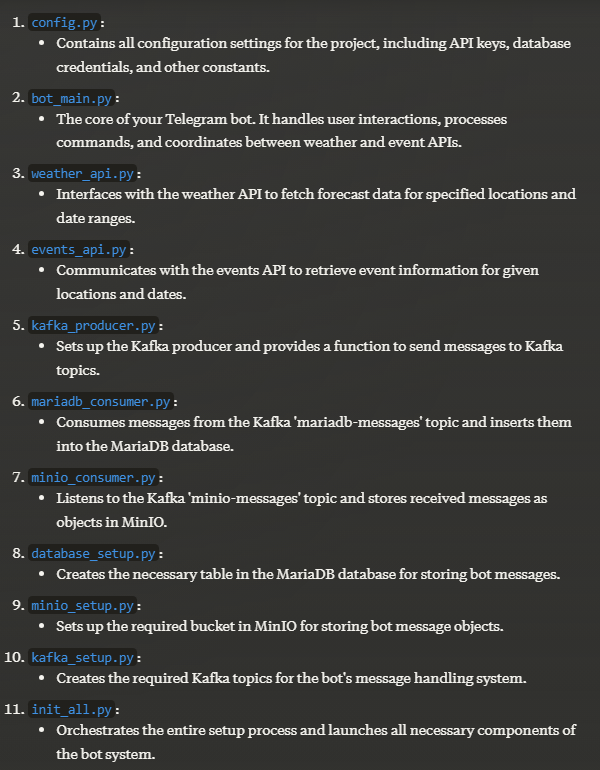 1. config.py:
• Contains all configuration settings for the project, including API keys, database
credentials, and other constants.
2. bot_main.py:
• The core of your Telegram bot. It handles user interactions, processes
commands, and coordinates between weather and event APIs.
3. weather_api.py:
• Interfaces with the weather API to fetch forecast data for specified locations and
date ranges.
4. events_api.py:
• Communicates with the events API to retrieve event information for given
locations and dates.
5. kafka_producer.py:
• Sets up the Kafka producer and provides a function to send messages to Kafka
topics.
6. mariadb_consumer.py:
• Consumes messages from the Kafka 'mariadb-messages' topic and inserts them
into the MariaDB database.
7. minio_consumer.py:
• Listens to the Kafka 'minio-messages' topic and stores received messages as
objects in MinIO.
8. database_setup.py:
• Creates the necessary table in the MariaDB database for storing bot messages.
9. minio_setup.py:
• Sets up the required bucket in MinIO for storing bot message objects.
10. kafka_setup.py:
• Creates the required Kafka topics for the bot's message handling system.
11. init_all.py:
• Orchestrates the entire setup process and launches all necessary components of
the bot system.